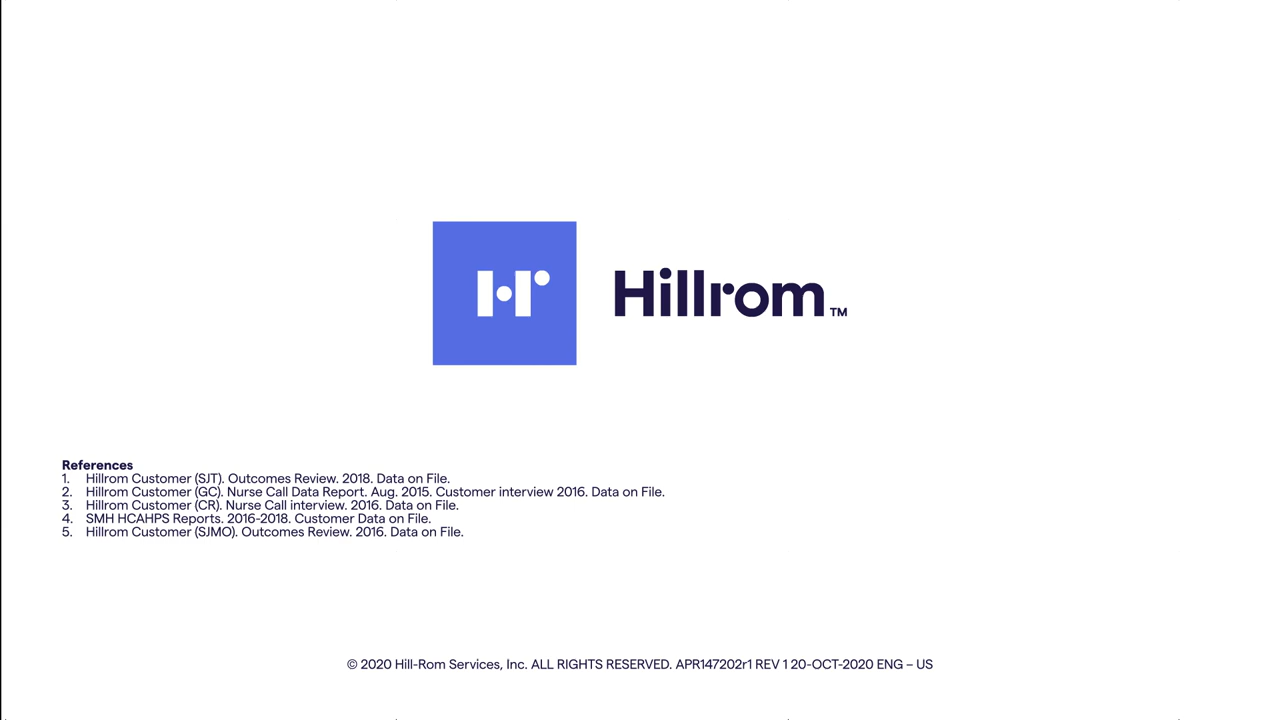 Hr
Hillrom™
References
1. Hillrom Customer (SJT). Outcomes Review. 2018. Data on File.
2. Hillrom Customer (GC). Nurse Call Data Report. Aug. 2015. Customer interview 2016. Data on File.
3. Hillrom Customer (CR). Nurse Call interview. 2016. Data on File.
4. SMH HCAHPS Reports. 2016-2018. Customer Data on File.
5. Hillrom Customer (SJMO). Outcomes Review. 2016. Data on File.
© 2020 Hill-Rom Services, Inc. ALL RIGHTS RESERVED. APR147202r1 REV 1 20-OCT-2020 ENG – US